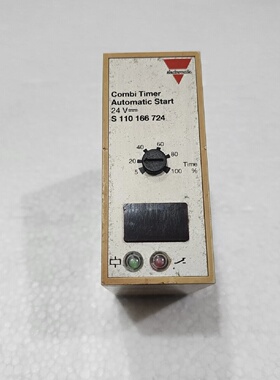 electromatic
Combi Timer
Automatic Start
24 V
S 110 166 724
60
40
80
20
Time
5
100
%